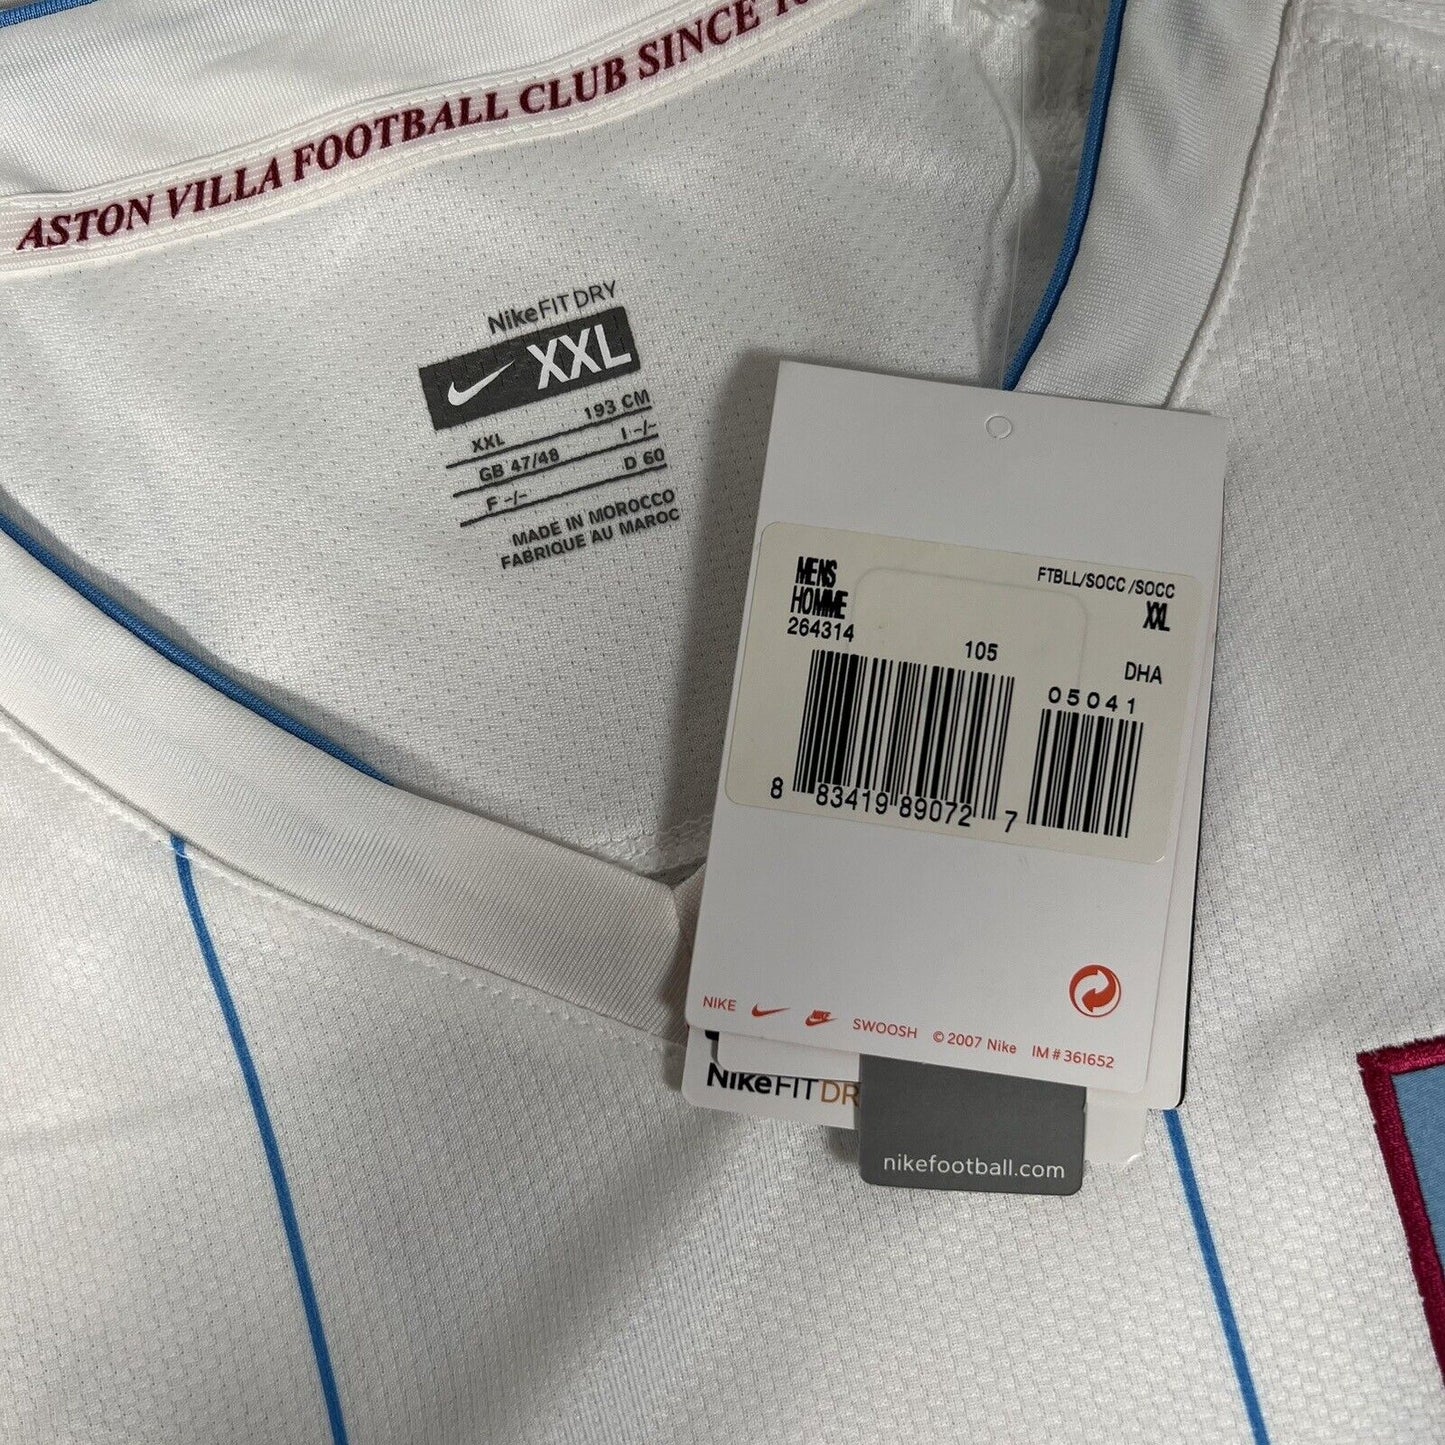 ASTON VILLA FOOTBALL CLUB SINCE
NikeFIT DRY
XXL
XXL 193 CM
GB 47/48 I -/-
F -/- D 60
MADE IN MOROCCO
FABRIQUE AU MAROC
MENS FTBLL/SOCC /SOCC
HOMME XXL
264314
105 DHA
05041
8 83419 89072 7
NIKE NIKE SWOOSH © 2007 Nike IM # 361652
NikeFIT DR
nikefootball.com